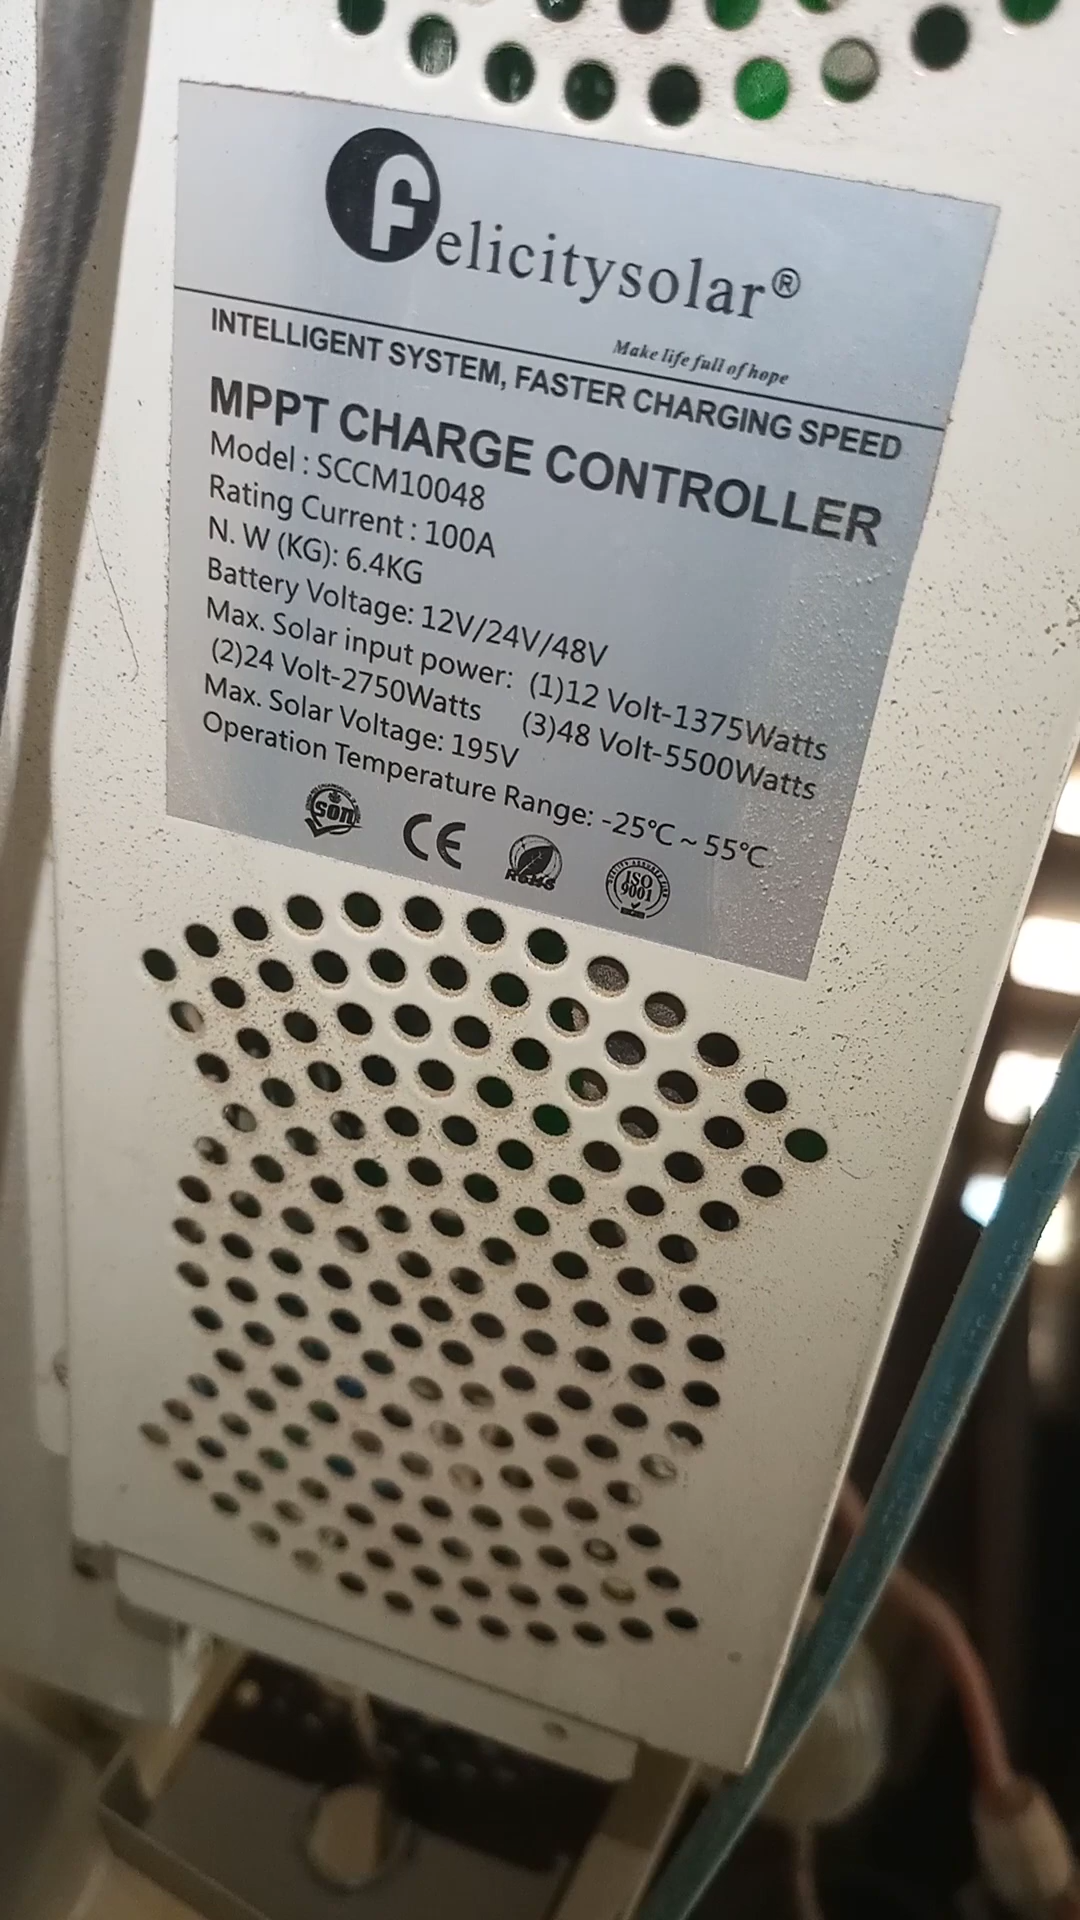 felicitysolar®
Make life full of hope
INTELLIGENT SYSTEM, FASTER CHARGING SPEED
MPPT CHARGE CONTROLLER
Model : SCCM10048
Rating Current : 100A
N. W (KG): 6.4KG
Battery Voltage: 12V/24V/48V
Max. Solar input power: (1)12 Volt-1375Watts
(2)24 Volt-2750Watts (3)48 Volt-5500Watts
Max. Solar Voltage: 195V
Operation Temperature Range: -25℃ ~ 55℃
SON CE RoHS ISO 9001